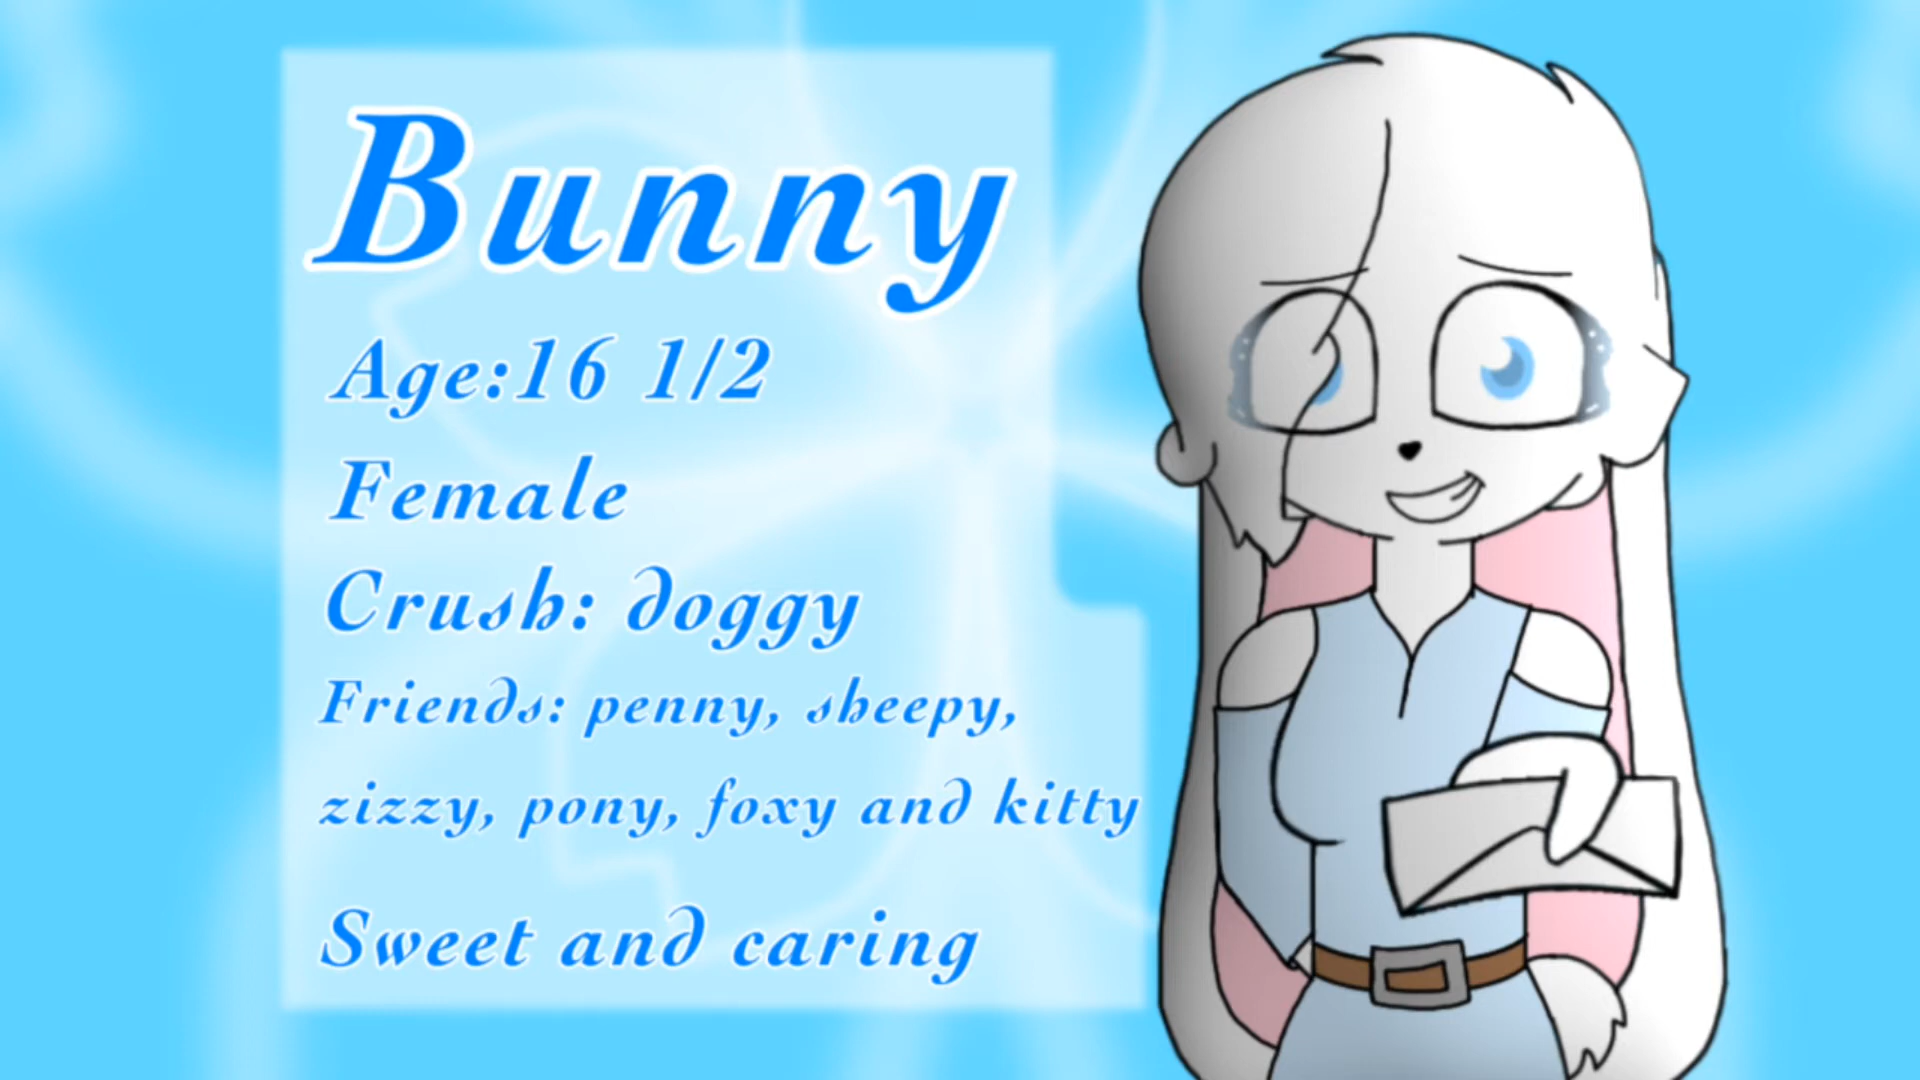 Bunny
Age:16 1/2
Female
Crush: doggy
Friends: penny, sheepy,
zizzy, pony, foxy and kitty
Sweet and caring